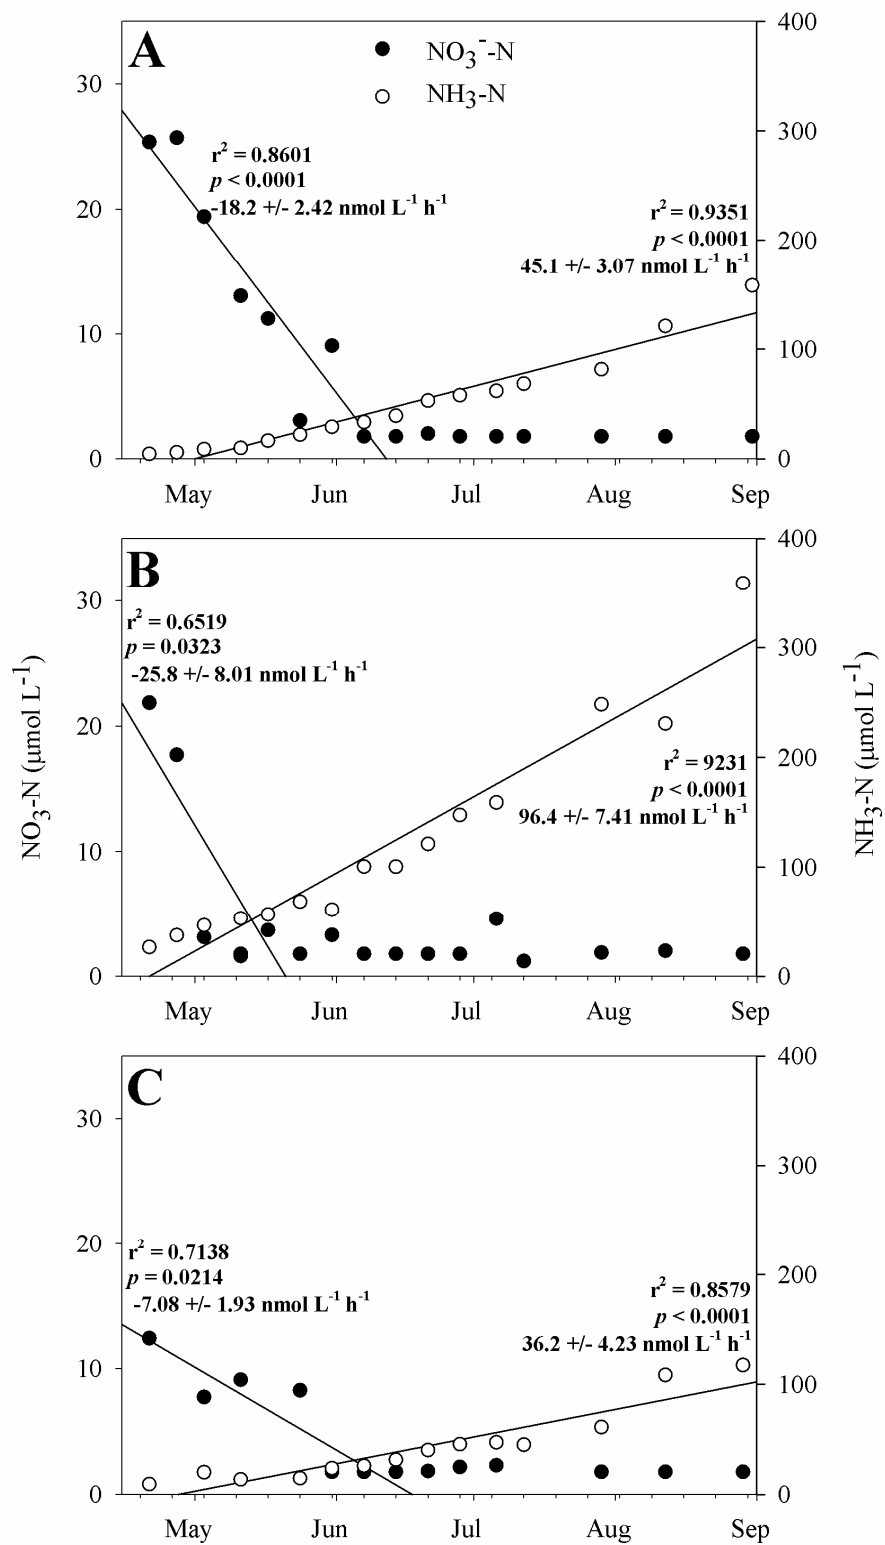 A
NO3⁻-N
NH3-N
r² = 0.8601
p < 0.0001
-18.2 +/- 2.42 nmol L⁻¹ h⁻¹
r² = 0.9351
p < 0.0001
45.1 +/- 3.07 nmol L⁻¹ h⁻¹
30
20
10
0
400
300
200
100
0
May Jun Jul Aug Sep
B
r² = 0.6519
p = 0.0323
-25.8 +/- 8.01 nmol L⁻¹ h⁻¹
r² = 9231
p < 0.0001
96.4 +/- 7.41 nmol L⁻¹ h⁻¹
30
20
10
0
400
300
200
100
0
NO3-N (µmol L⁻¹)
NH3-N (µmol L⁻¹)
May Jun Jul Aug Sep
C
r² = 0.7138
p = 0.0214
-7.08 +/- 1.93 nmol L⁻¹ h⁻¹
r² = 0.8579
p < 0.0001
36.2 +/- 4.23 nmol L⁻¹ h⁻¹
30
20
10
0
400
300
200
100
0
May Jun Jul Aug Sep